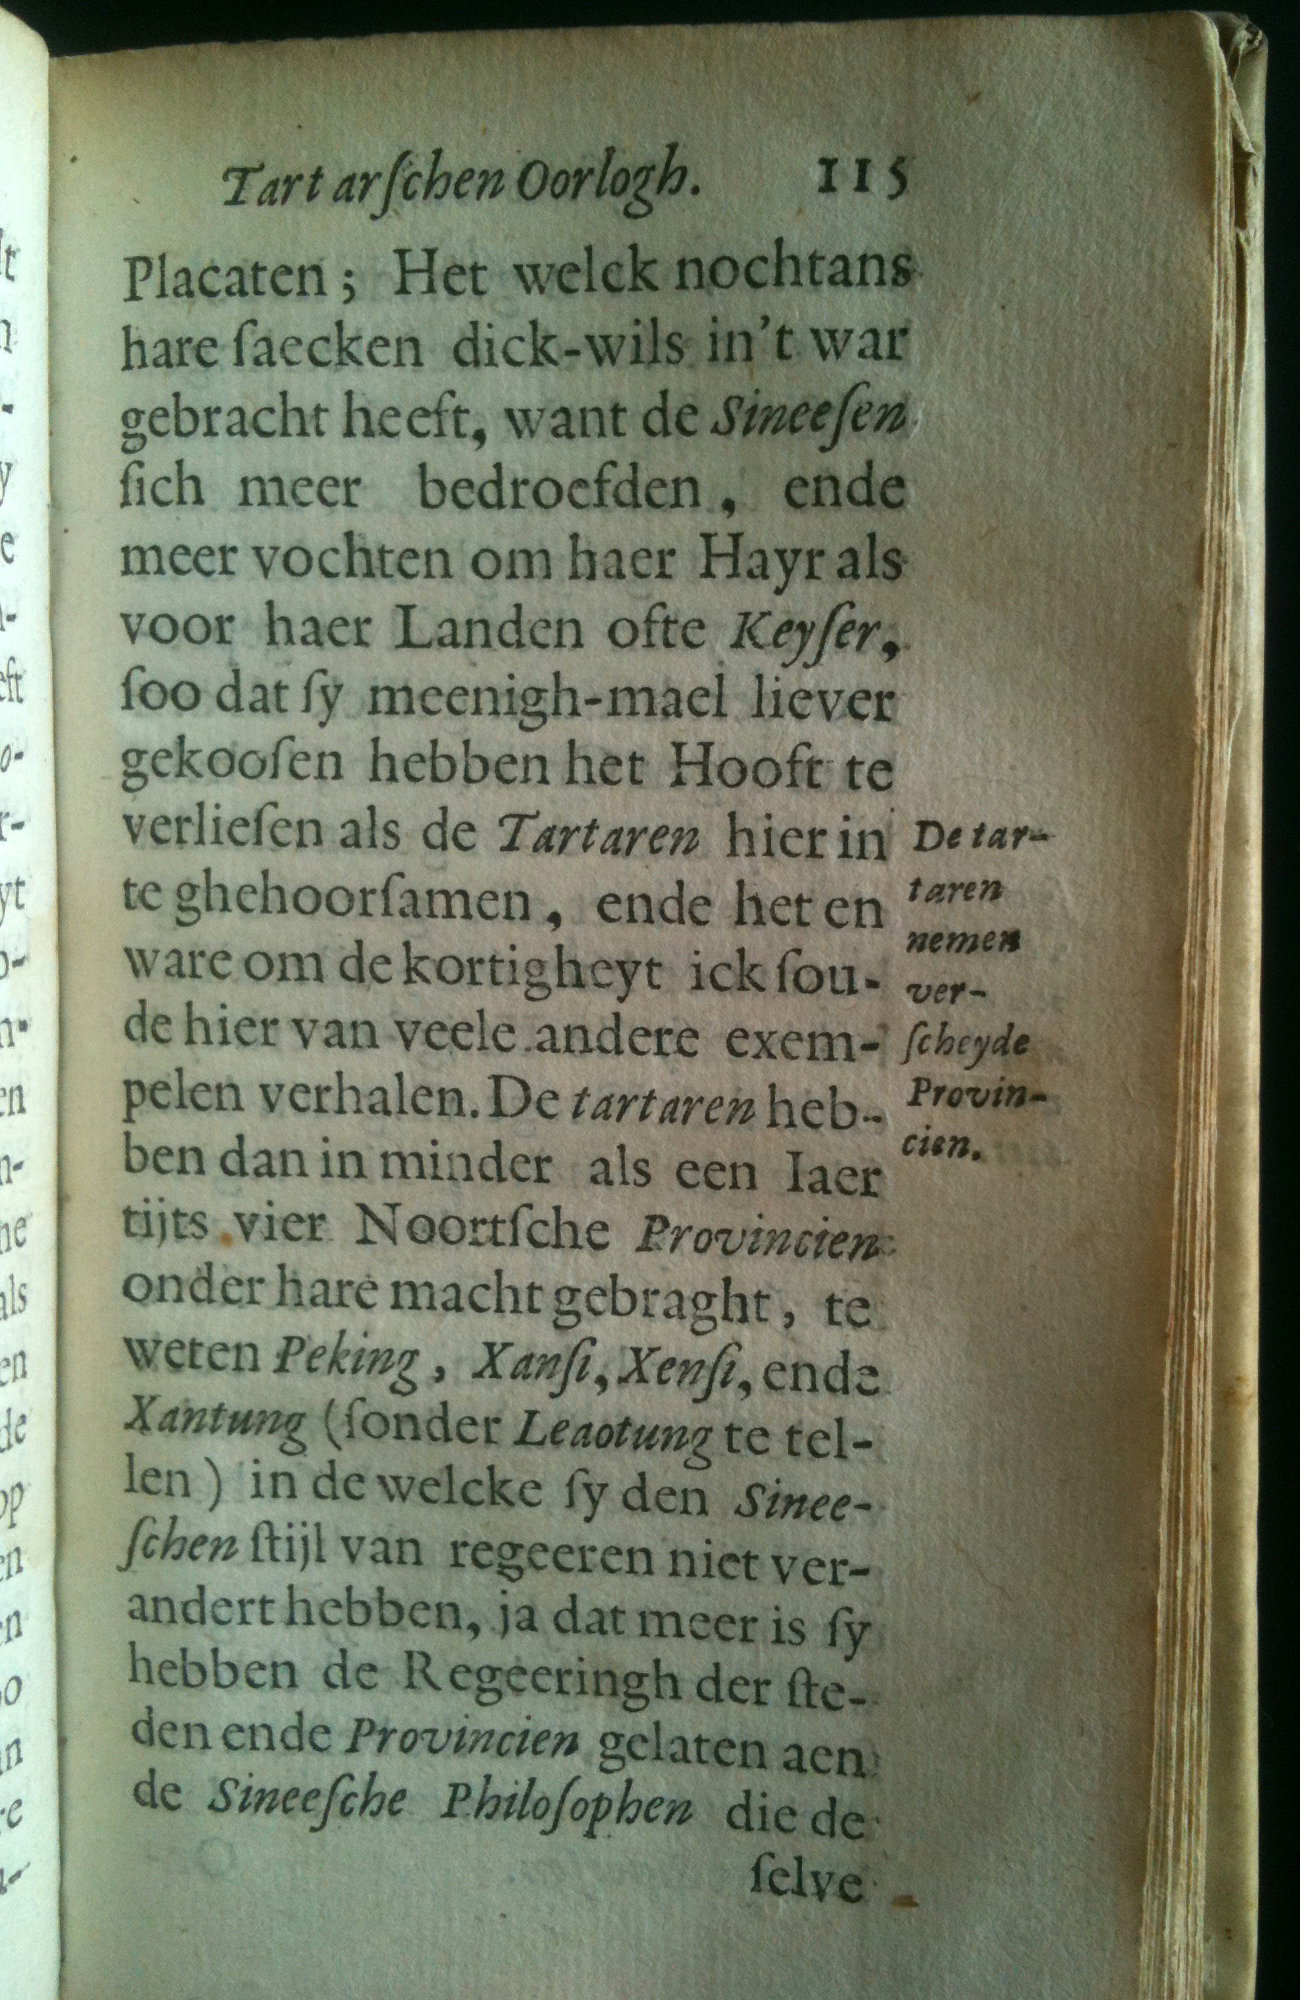 Tartarſchen Oorlogh. 115
Placaten; Het welck nochtans
hare ſaecken dick-wils in't war
gebracht heeft, want de Sineeſen
ſich meer bedroefden, ende
meer vochten om haer Hayr als
voor haer Landen ofte Keyſer,
ſoo dat ſy meenigh-mael liever
gekooſen hebben het Hooft te
verlieſen als de Tartaren hier in
te ghehoorſamen, ende het en
ware om de kortigheyt ick ſou-
de hier van veele andere exem-
pelen verhalen. De tartaren heb-
ben dan in minder als een Iaer
tijts vier Noortſche Provincien
onder hare macht gebraght, te
weten Peking, Xanſi, Xenſi, ende
Xantung (ſonder Leaotung te tel-
len) in de welcke ſy den Sinee-
ſchen ſtijl van regeeren niet ver-
andert hebben, ja dat meer is ſy
hebben de Regeeringh der ſte-
den ende Provincien gelaten aen
de Sineeſche Philoſophen die de
ſelve
De tar-
taren
nemen
ver-
ſcheyde
Provin-
cien.